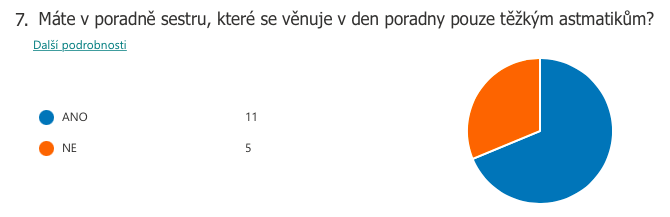 7. Máte v poradně sestru, které se věnuje v den poradny pouze těžkým astmatikům?
Další podrobnosti
ANO 11
NE 5